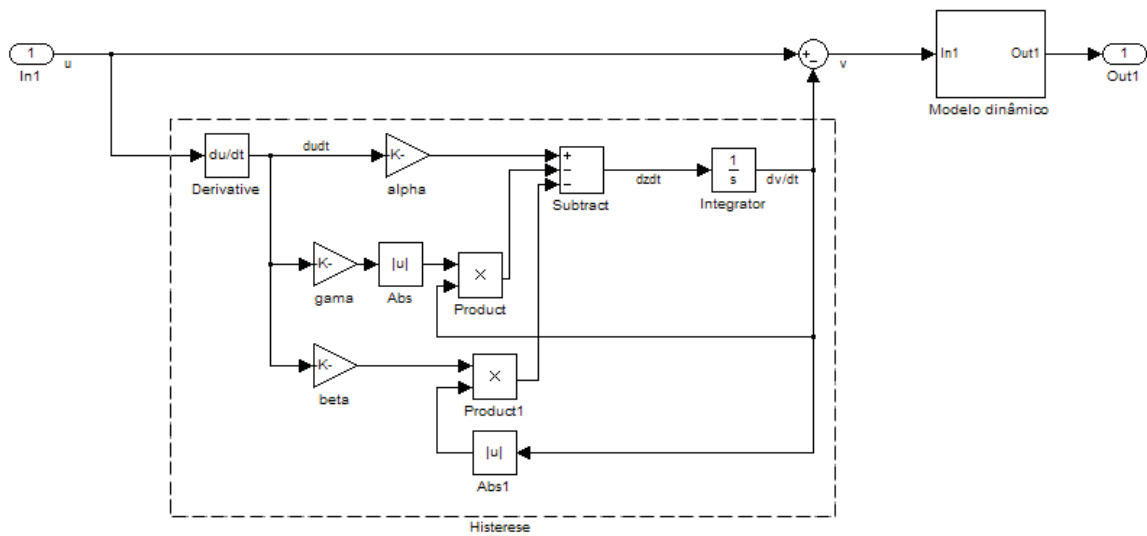 1
In1
u
+
−
v
In1
Out1
Modelo dinâmico
1
Out1
du/dt
Derivative
dudt
K-
alpha
+
−
−
Subtract
dzdt
1
s
Integrator
dv/dt
K-
gama
|u|
Abs
×
Product
K-
beta
×
Product1
|u|
Abs1
Histerese